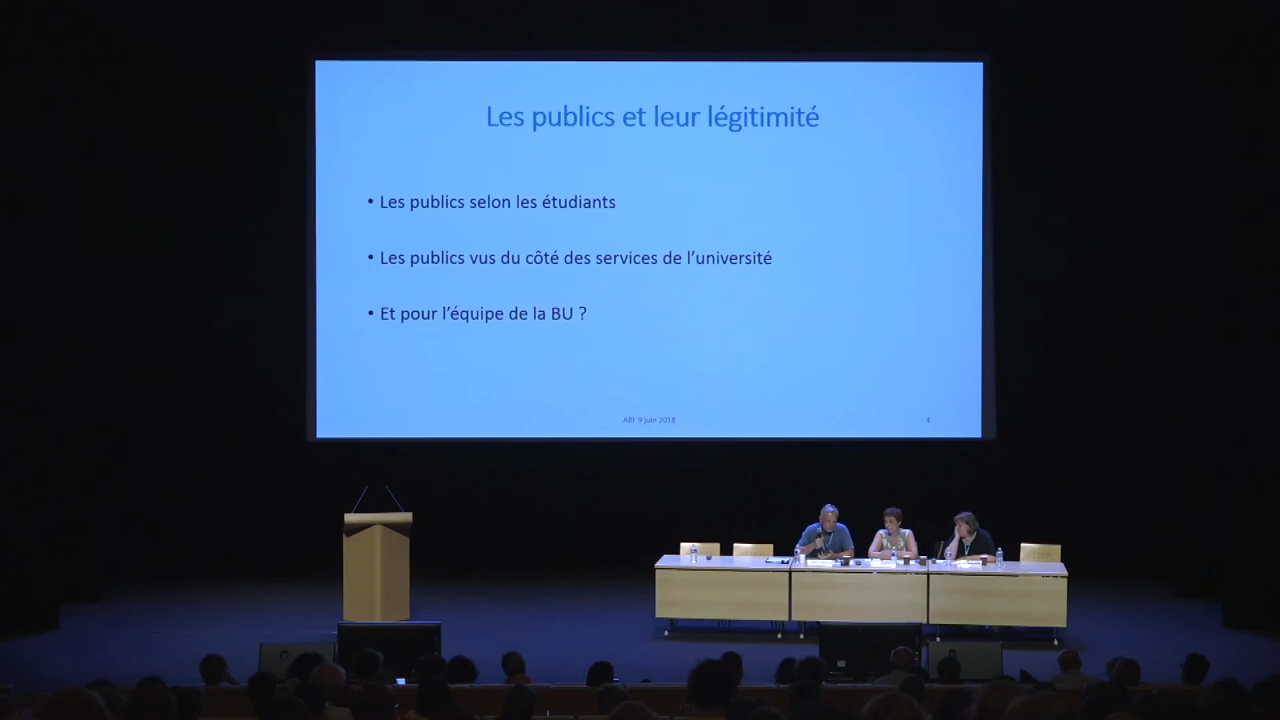 Les publics et leur légitimité
• Les publics selon les étudiants
• Les publics vus du côté des services de l’université
• Et pour l’équipe de la BU ?
ABF 9 juin 2018
4